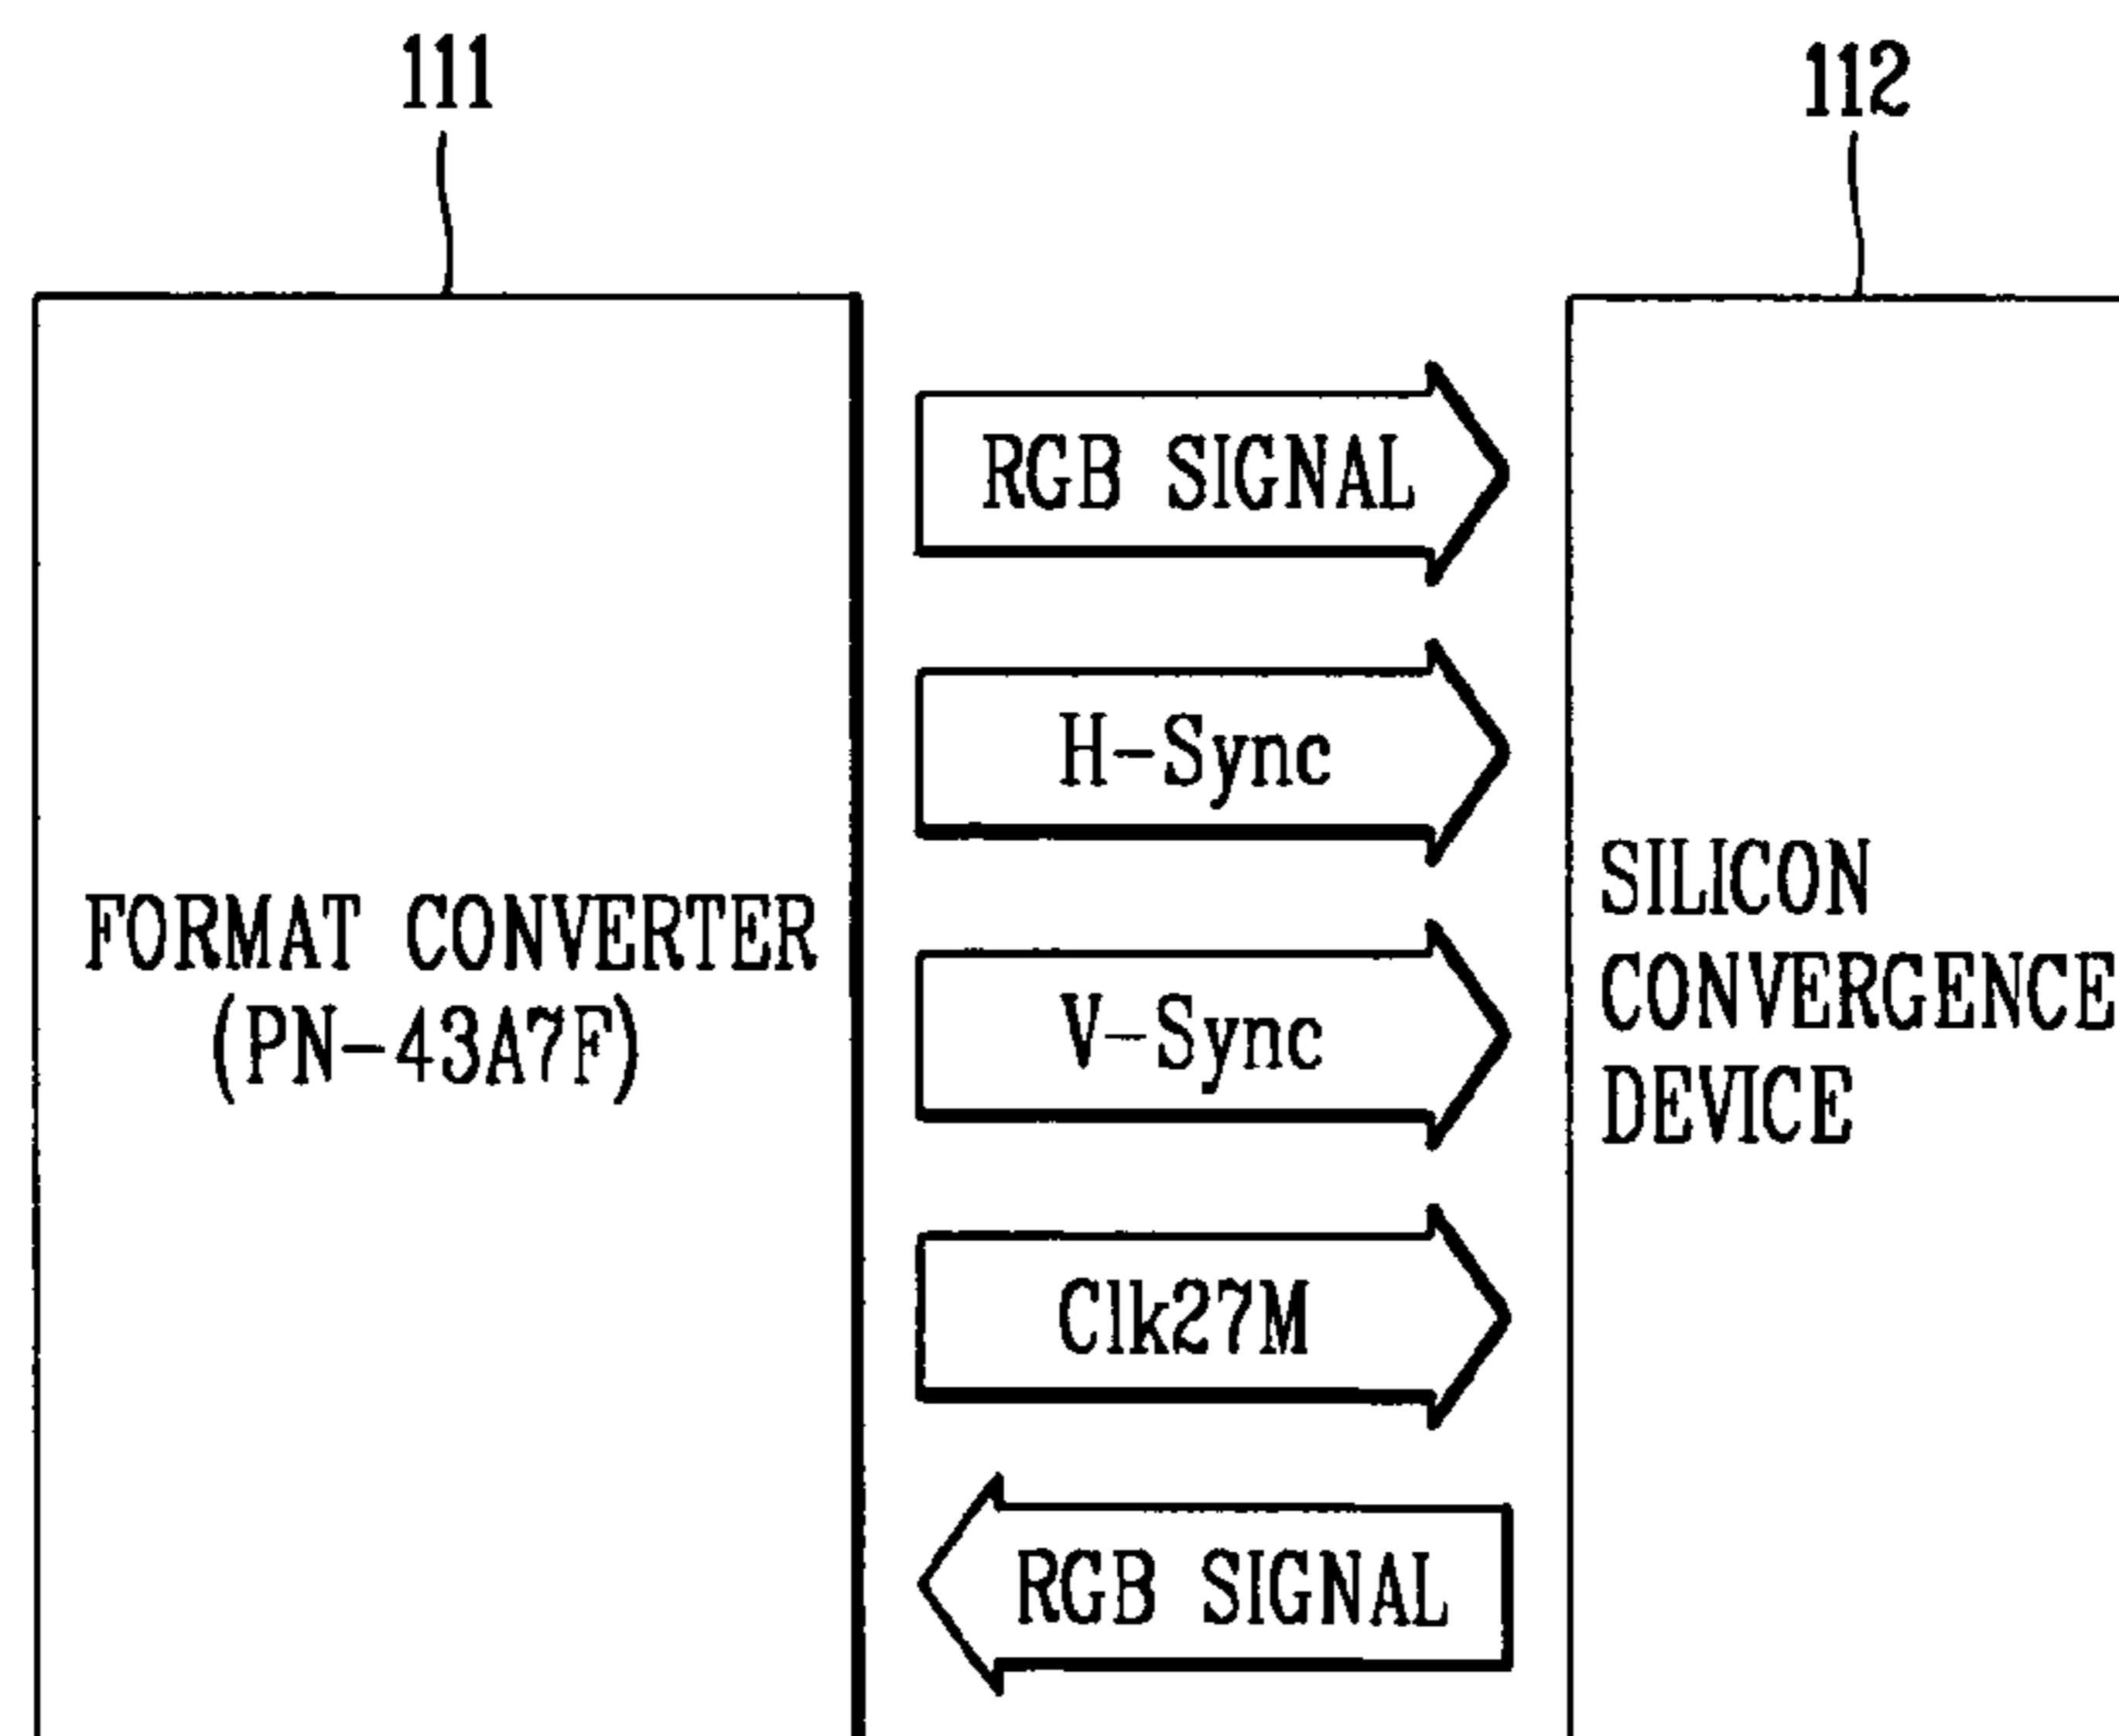 111
112
RGB SIGNAL
H-Sync
V-Sync
Clk27M
RGB SIGNAL
FORMAT CONVERTER
(PN-43A7F)
SILICON
CONVERGENCE
DEVICE